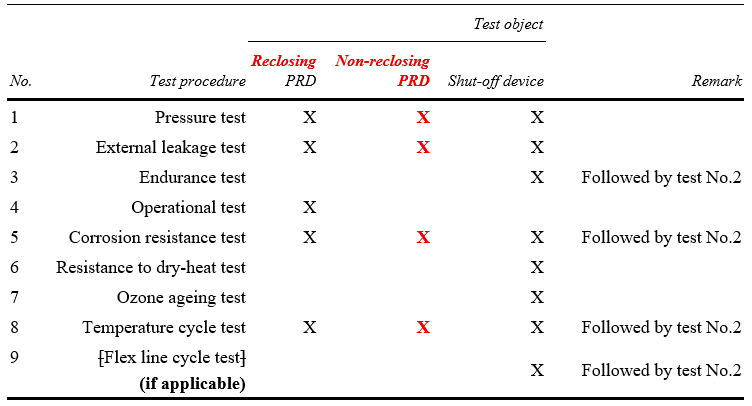 Test object
No. Test procedure Reclosing PRD Non-reclosing PRD Shut-off device Remark
1 Pressure test X X X
2 External leakage test X X X
3 Endurance test X Followed by test No.2
4 Operational test X
5 Corrosion resistance test X X X Followed by test No.2
6 Resistance to dry-heat test X
7 Ozone ageing test X
8 Temperature cycle test X X X Followed by test No.2
9 [Flex line cycle test] (if applicable) X Followed by test No.2